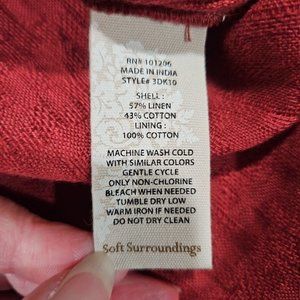 RN# 101206
MADE IN INDIA
STYLE# 3DK10
SHELL :
57% LINEN
43% COTTON
LINING :
100% COTTON
MACHINE WASH COLD
WITH SIMILAR COLORS
GENTLE CYCLE
ONLY NON-CHLORINE
BLEACH WHEN NEEDED
TUMBLE DRY LOW
WARM IRON IF NEEDED
DO NOT DRY CLEAN
Soft Surroundings